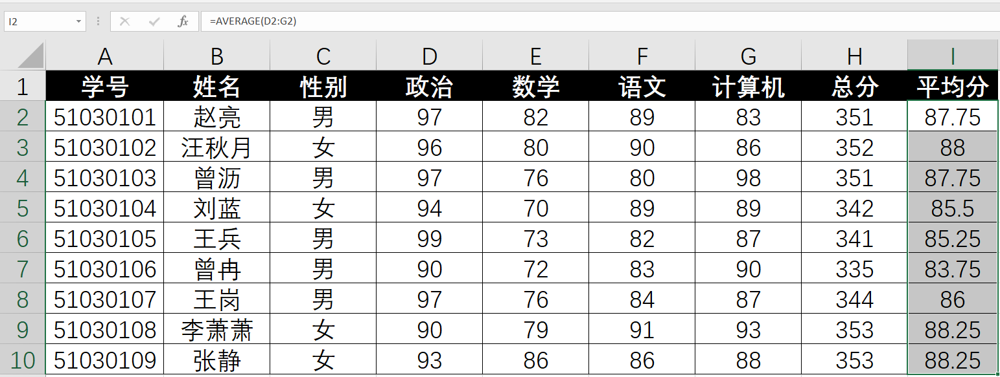 I2 fx =AVERAGE(D2:G2)
A B C D E F G H I
1 学号 姓名 性别 政治 数学 语文 计算机 总分 平均分
2 51030101 赵亮 男 97 82 89 83 351 87.75
3 51030102 汪秋月 女 96 80 90 86 352 88
4 51030103 曾沥 男 97 76 80 98 351 87.75
5 51030104 刘蓝 女 94 70 89 89 342 85.5
6 51030105 王兵 男 99 73 82 87 341 85.25
7 51030106 曾冉 男 90 72 83 90 335 83.75
8 51030107 王岗 男 97 76 84 87 344 86
9 51030108 李萧萧 女 90 79 91 93 353 88.25
10 51030109 张静 女 93 86 86 88 353 88.25